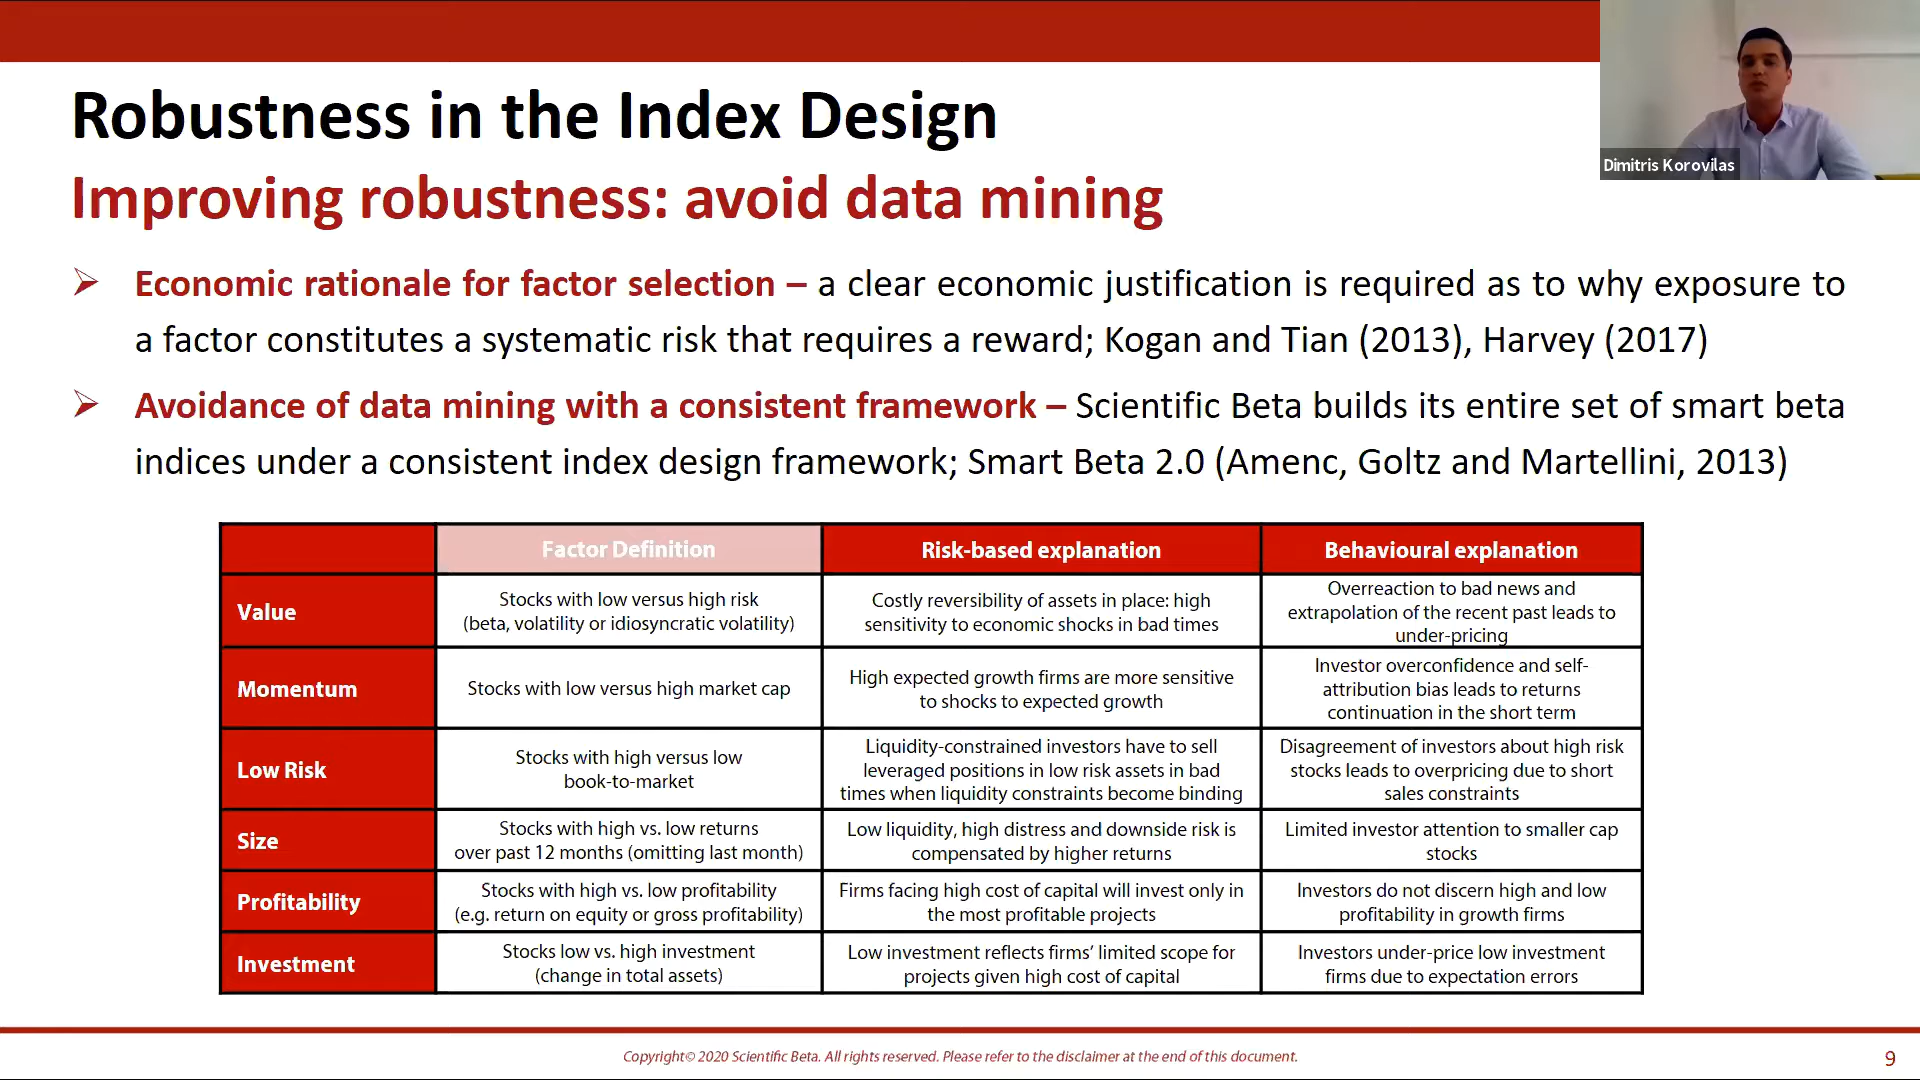 Dimitris Korovilas
Robustness in the Index Design
Improving robustness: avoid data mining
Economic rationale for factor selection – a clear economic justification is required as to why exposure to
a factor constitutes a systematic risk that requires a reward; Kogan and Tian (2013), Harvey (2017)
Avoidance of data mining with a consistent framework – Scientific Beta builds its entire set of smart beta
indices under a consistent index design framework; Smart Beta 2.0 (Amenc, Goltz and Martellini, 2013)
Factor Definition
Risk-based explanation
Behavioural explanation
Value
Stocks with low versus high risk
(beta, volatility or idiosyncratic volatility)
Costly reversibility of assets in place: high
sensitivity to economic shocks in bad times
Overreaction to bad news and
extrapolation of the recent past leads to
under-pricing
Momentum
Stocks with low versus high market cap
High expected growth firms are more sensitive
to shocks to expected growth
Investor overconfidence and self-
attribution bias leads to returns
continuation in the short term
Low Risk
Stocks with high versus low
book-to-market
Liquidity-constrained investors have to sell
leveraged positions in low risk assets in bad
times when liquidity constraints become binding
Disagreement of investors about high risk
stocks leads to overpricing due to short
sales constraints
Size
Stocks with high vs. low returns
over past 12 months (omitting last month)
Low liquidity, high distress and downside risk is
compensated by higher returns
Limited investor attention to smaller cap
stocks
Profitability
Stocks with high vs. low profitability
(e.g. return on equity or gross profitability)
Firms facing high cost of capital will invest only in
the most profitable projects
Investors do not discern high and low
profitability in growth firms
Investment
Stocks low vs. high investment
(change in total assets)
Low investment reflects firms’ limited scope for
projects given high cost of capital
Investors under-price low investment
firms due to expectation errors
Copyright© 2020 Scientific Beta. All rights reserved. Please refer to the disclaimer at the end of this document.
9